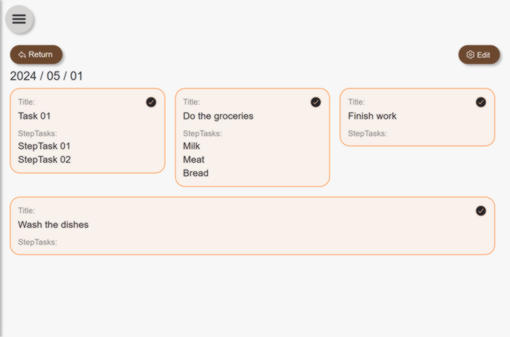 Return
Edit
2024 / 05 / 01
Title:
Task 01
StepTasks:
StepTask 01
StepTask 02
Title:
Do the groceries
StepTasks:
Milk
Meat
Bread
Title:
Finish work
StepTasks:
Title:
Wash the dishes
StepTasks: